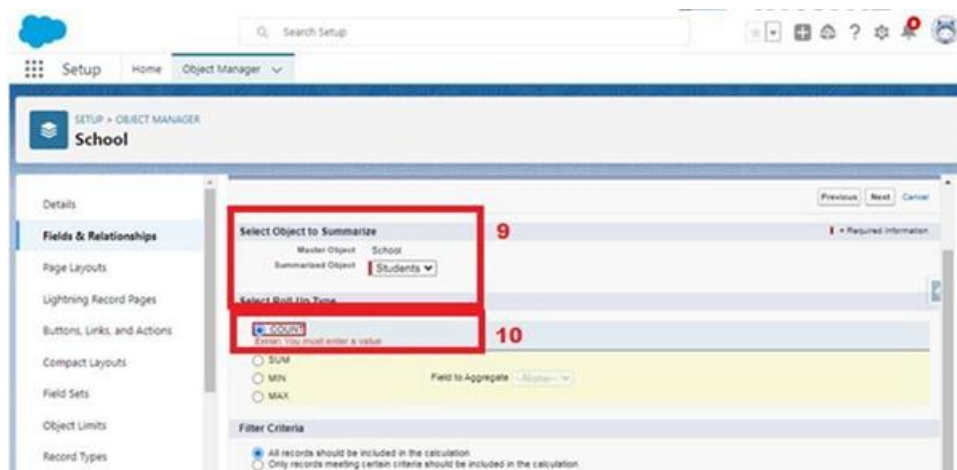 Search Setup
Setup Home Object Manager
SETUP > OBJECT MANAGER
School
Details
Fields & Relationships
Page Layouts
Lightning Record Pages
Buttons, Links, and Actions
Compact Layouts
Field Sets
Object Limits
Record Types
Previous Next Cancel
Select Object to Summarize 9 = Required Information
Master Object School
Summarized Object Students
Select Roll-Up Type
COUNT 10
Error: You must enter a value
SUM
MIN Field to Aggregate --None--
MAX
Filter Criteria
All records should be included in the calculation
Only records meeting certain criteria should be included in the calculation